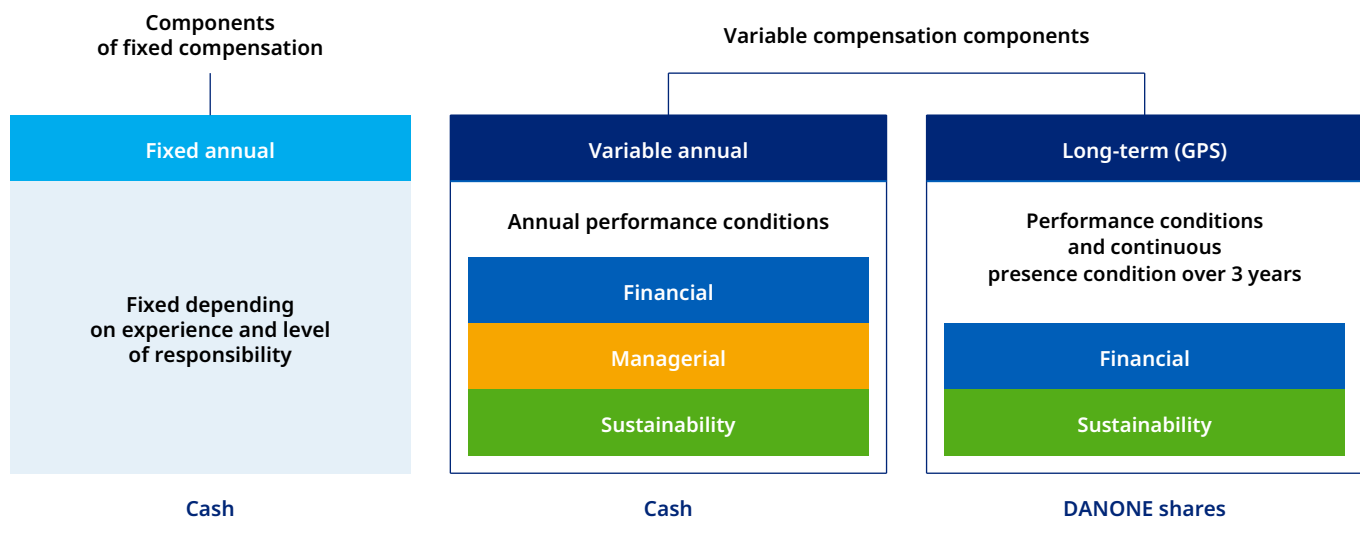 Components
of fixed compensation
Variable compensation components
Fixed annual
Fixed depending
on experience and level
of responsibility
Cash
Variable annual
Annual performance conditions
Financial
Managerial
Sustainability
Cash
Long-term (GPS)
Performance conditions
and continuous
presence condition over 3 years
Financial
Sustainability
DANONE shares